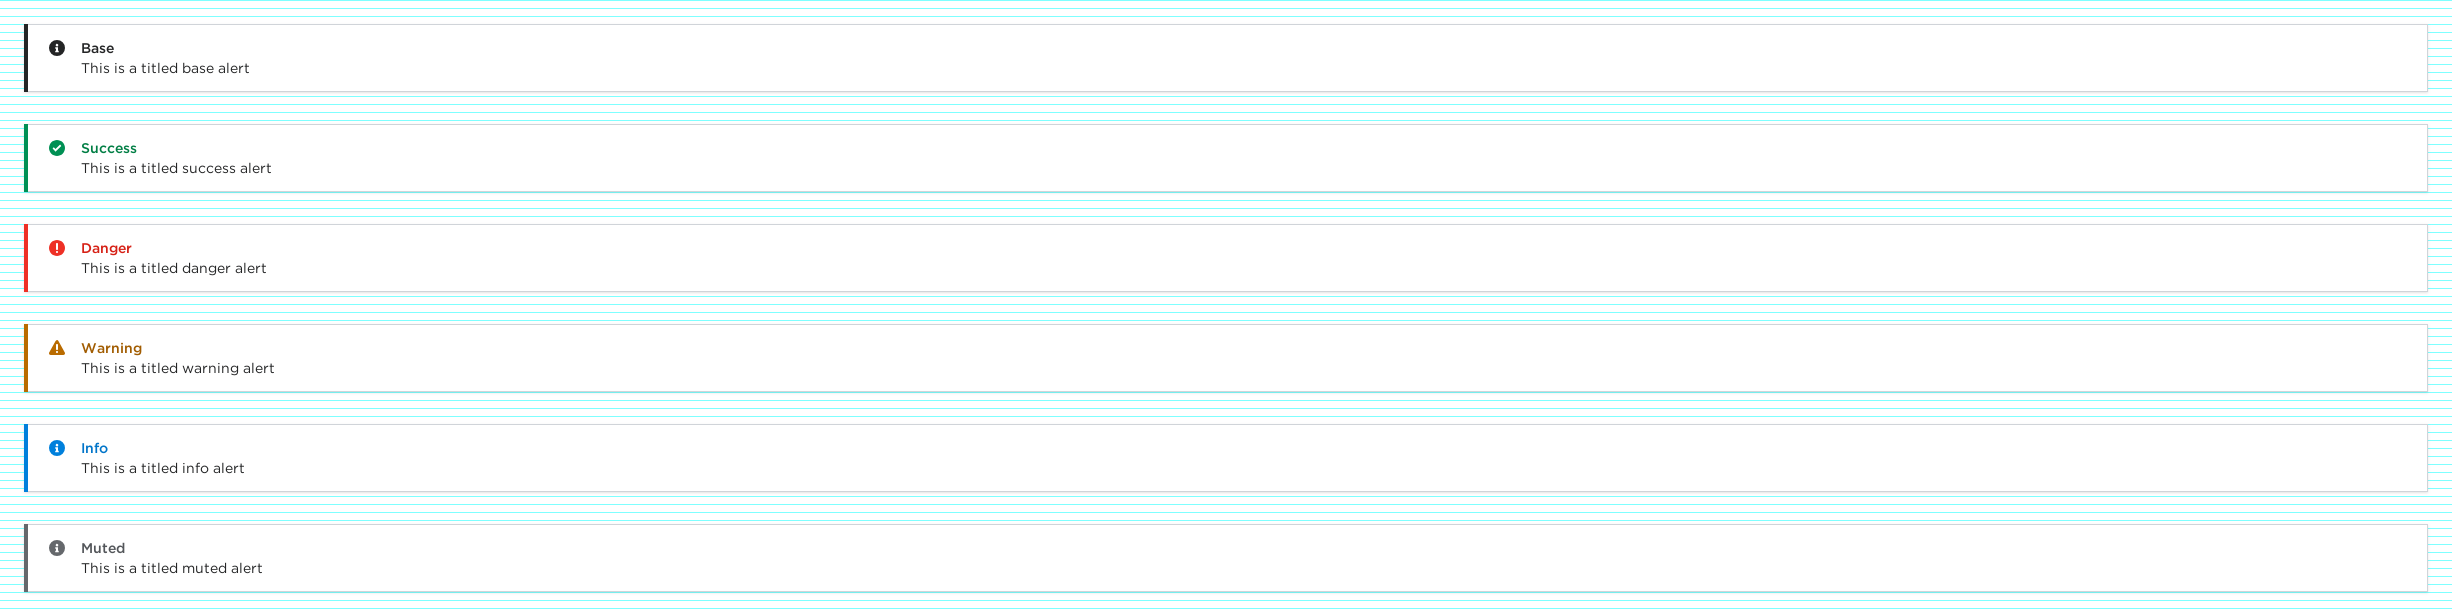 Base
This is a titled base alert
Success
This is a titled success alert
Danger
This is a titled danger alert
Warning
This is a titled warning alert
Info
This is a titled info alert
Muted
This is a titled muted alert